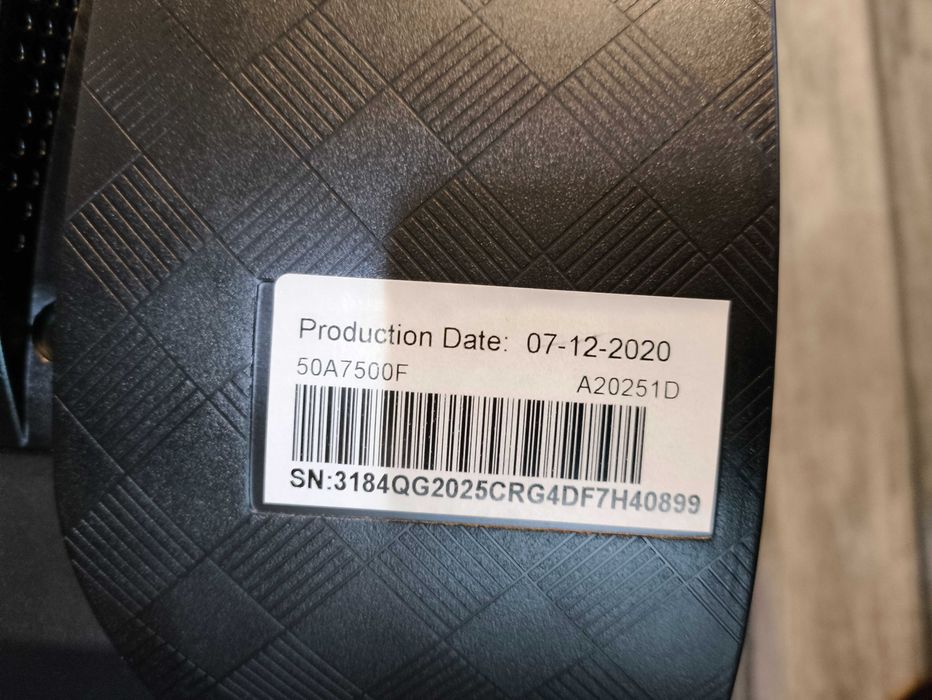 Production Date: 07-12-2020
50A7500F A20251D
SN:3184QG2025CRG4DF7H40899